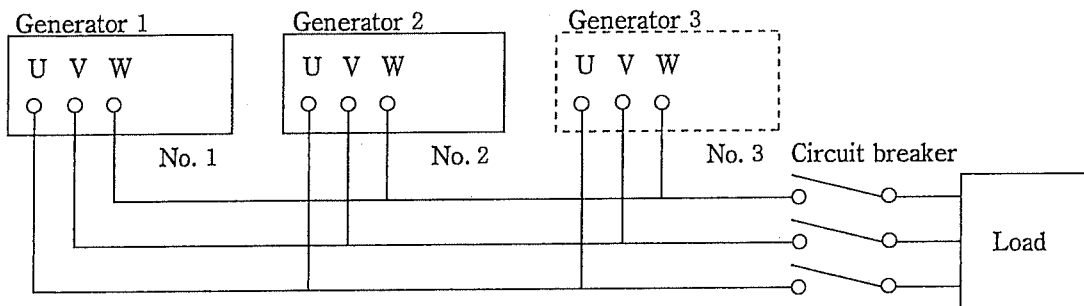 Generator 1
Generator 2
Generator 3
U V W
U V W
U V W
No. 1
No. 2
No. 3
Circuit breaker
Load